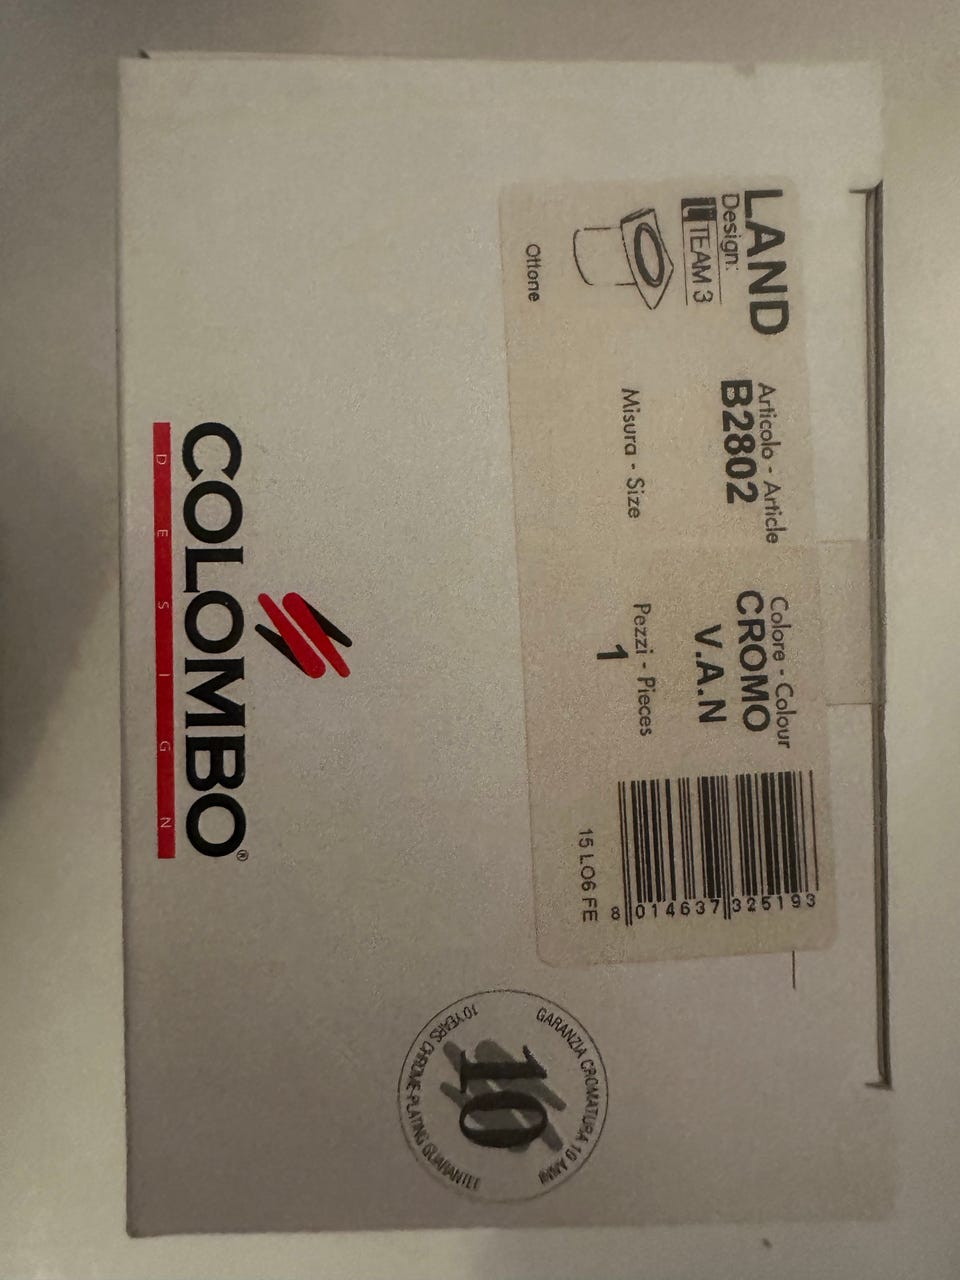 LAND
Design:
TEAM 3
Ottone
Articolo - Article
B2802
Misura - Size
Colore - Colour
CROMO
V.A.N
Pezzi - Pieces
1
8 014637 325193
15 LO6 FE
COLOMBO®
DESIGN
GARANZIA CROMATURA 10 ANNI
10
10 YEARS CHROME-PLATING GUARANTEE